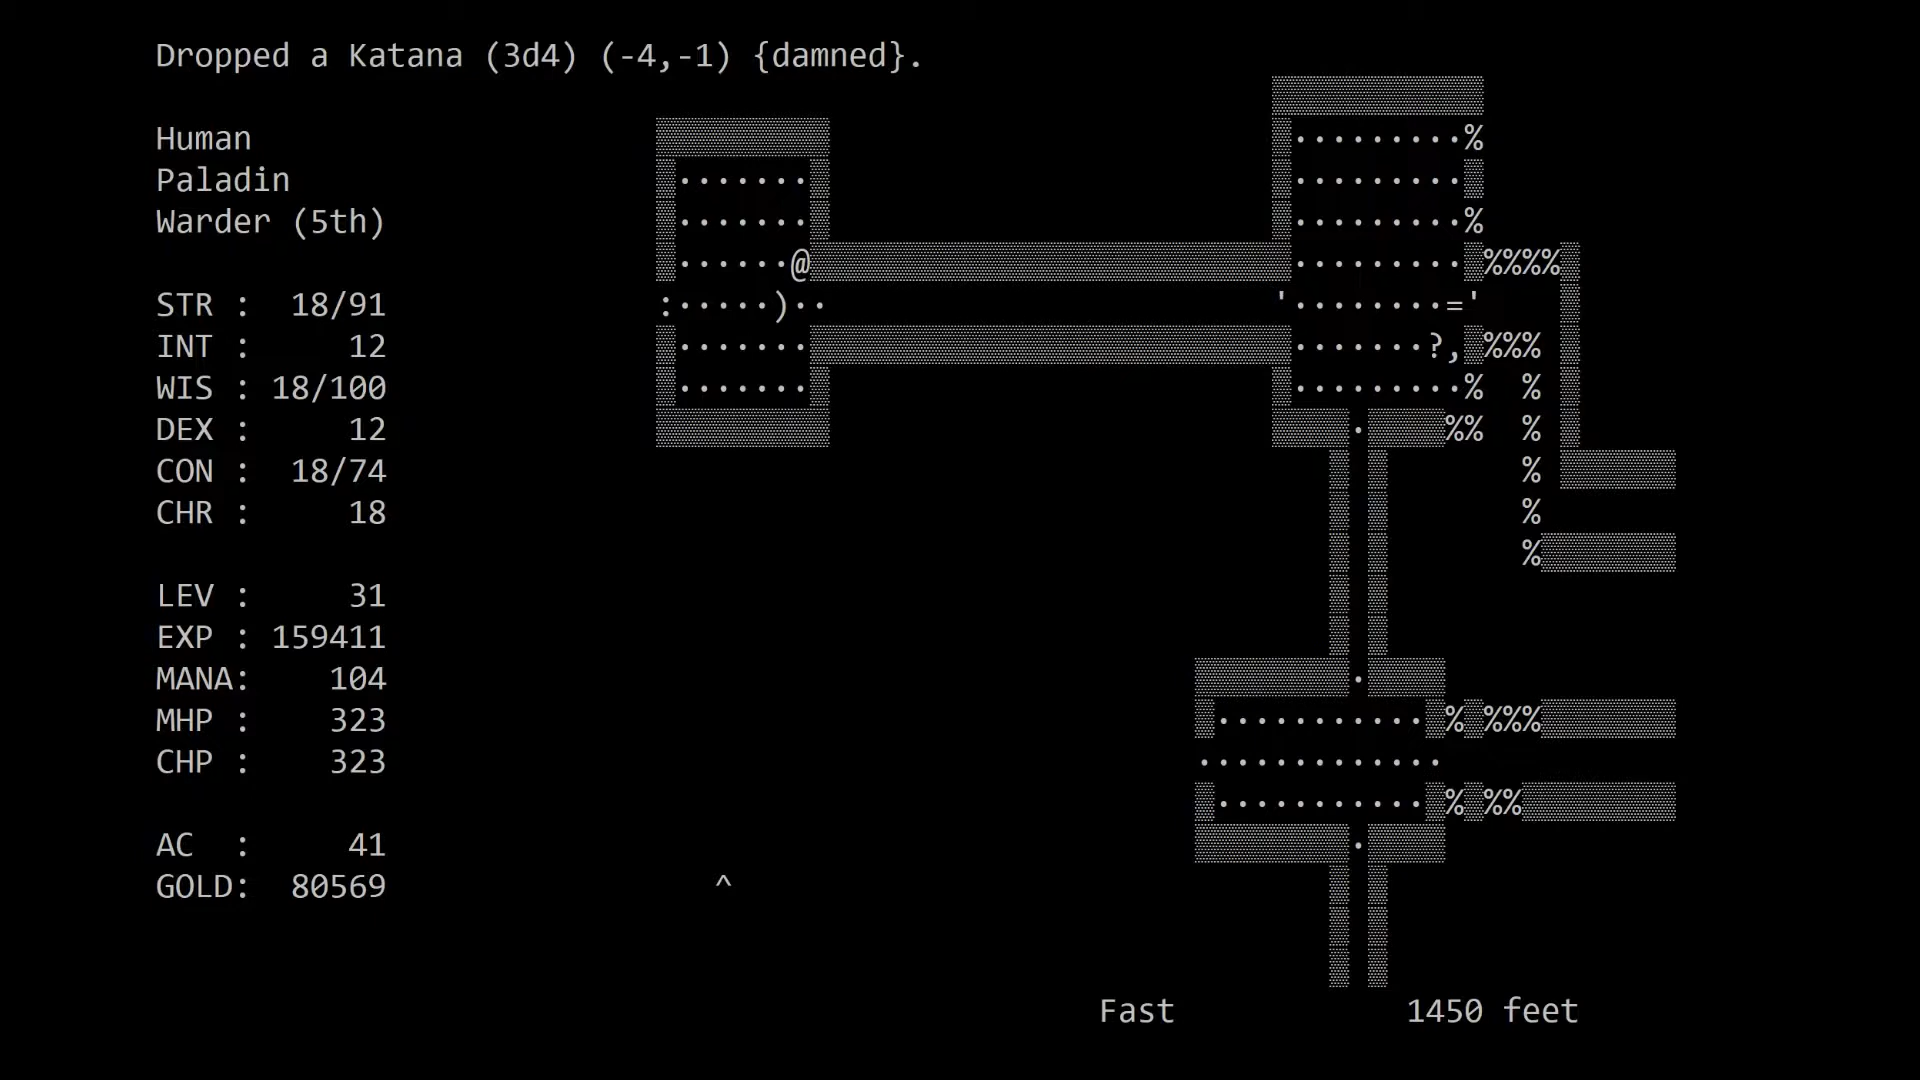 Dropped a Katana (3d4) (-4,-1) {damned}.
Human
Paladin
Warder (5th)
STR : 18/91
INT : 12
WIS : 18/100
DEX : 12
CON : 18/74
CHR : 18
LEV : 31
EXP : 159411
MANA: 104
MHP : 323
CHP : 323
AC : 41
GOLD: 80569
Fast 1450 feet